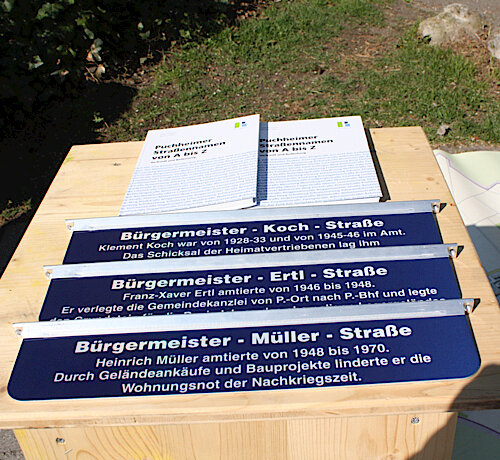 Puchheimer
Straßennamen
von A bis Z
Puchheimer
Straßennamen
von A bis Z
Bürgermeister - Koch - Straße
Klement Koch war von 1928-33 und von 1945-46 im Amt.
Das Schicksal der Heimatvertriebenen lag ihm
Bürgermeister - Ertl - Straße
Franz-Xaver Ertl amtierte von 1946 bis 1948.
Er verlegte die Gemeindekanzlei von P.-Ort nach P.-Bhf und legte
Bürgermeister - Müller - Straße
Heinrich Müller amtierte von 1948 bis 1970.
Durch Geländeankäufe und Bauprojekte linderte er die
Wohnungsnot der Nachkriegszeit.